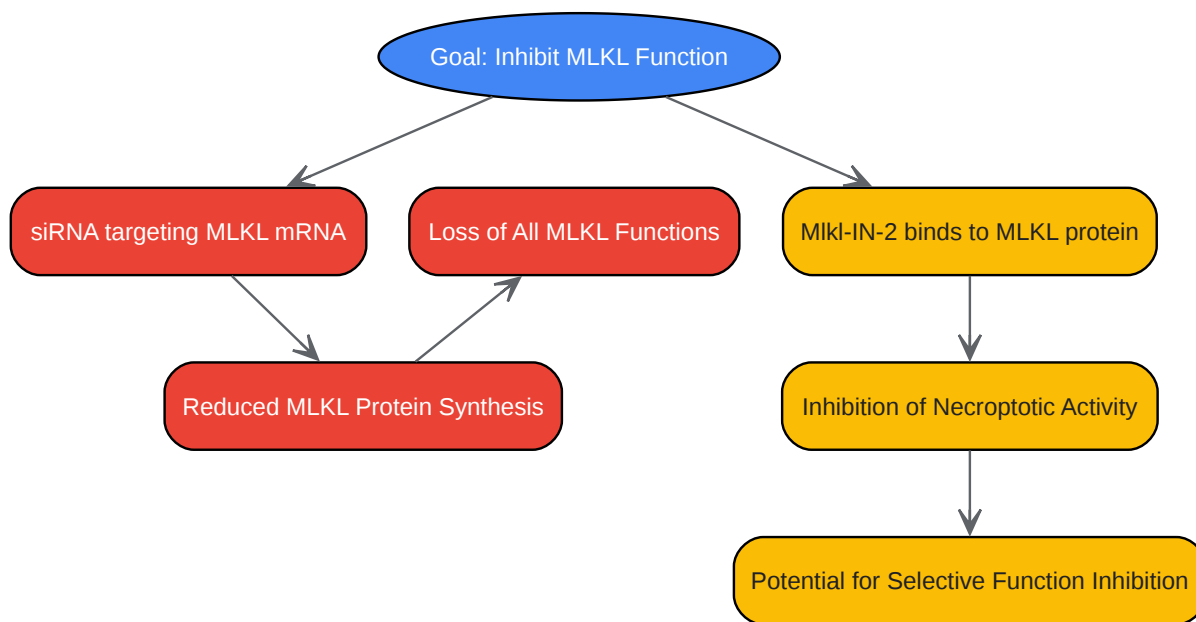 Goal: Inhibit MLKL Function
siRNA targeting MLKL mRNA
Loss of All MLKL Functions
Mlkl-IN-2 binds to MLKL protein
Reduced MLKL Protein Synthesis
Inhibition of Necroptotic Activity
Potential for Selective Function Inhibition